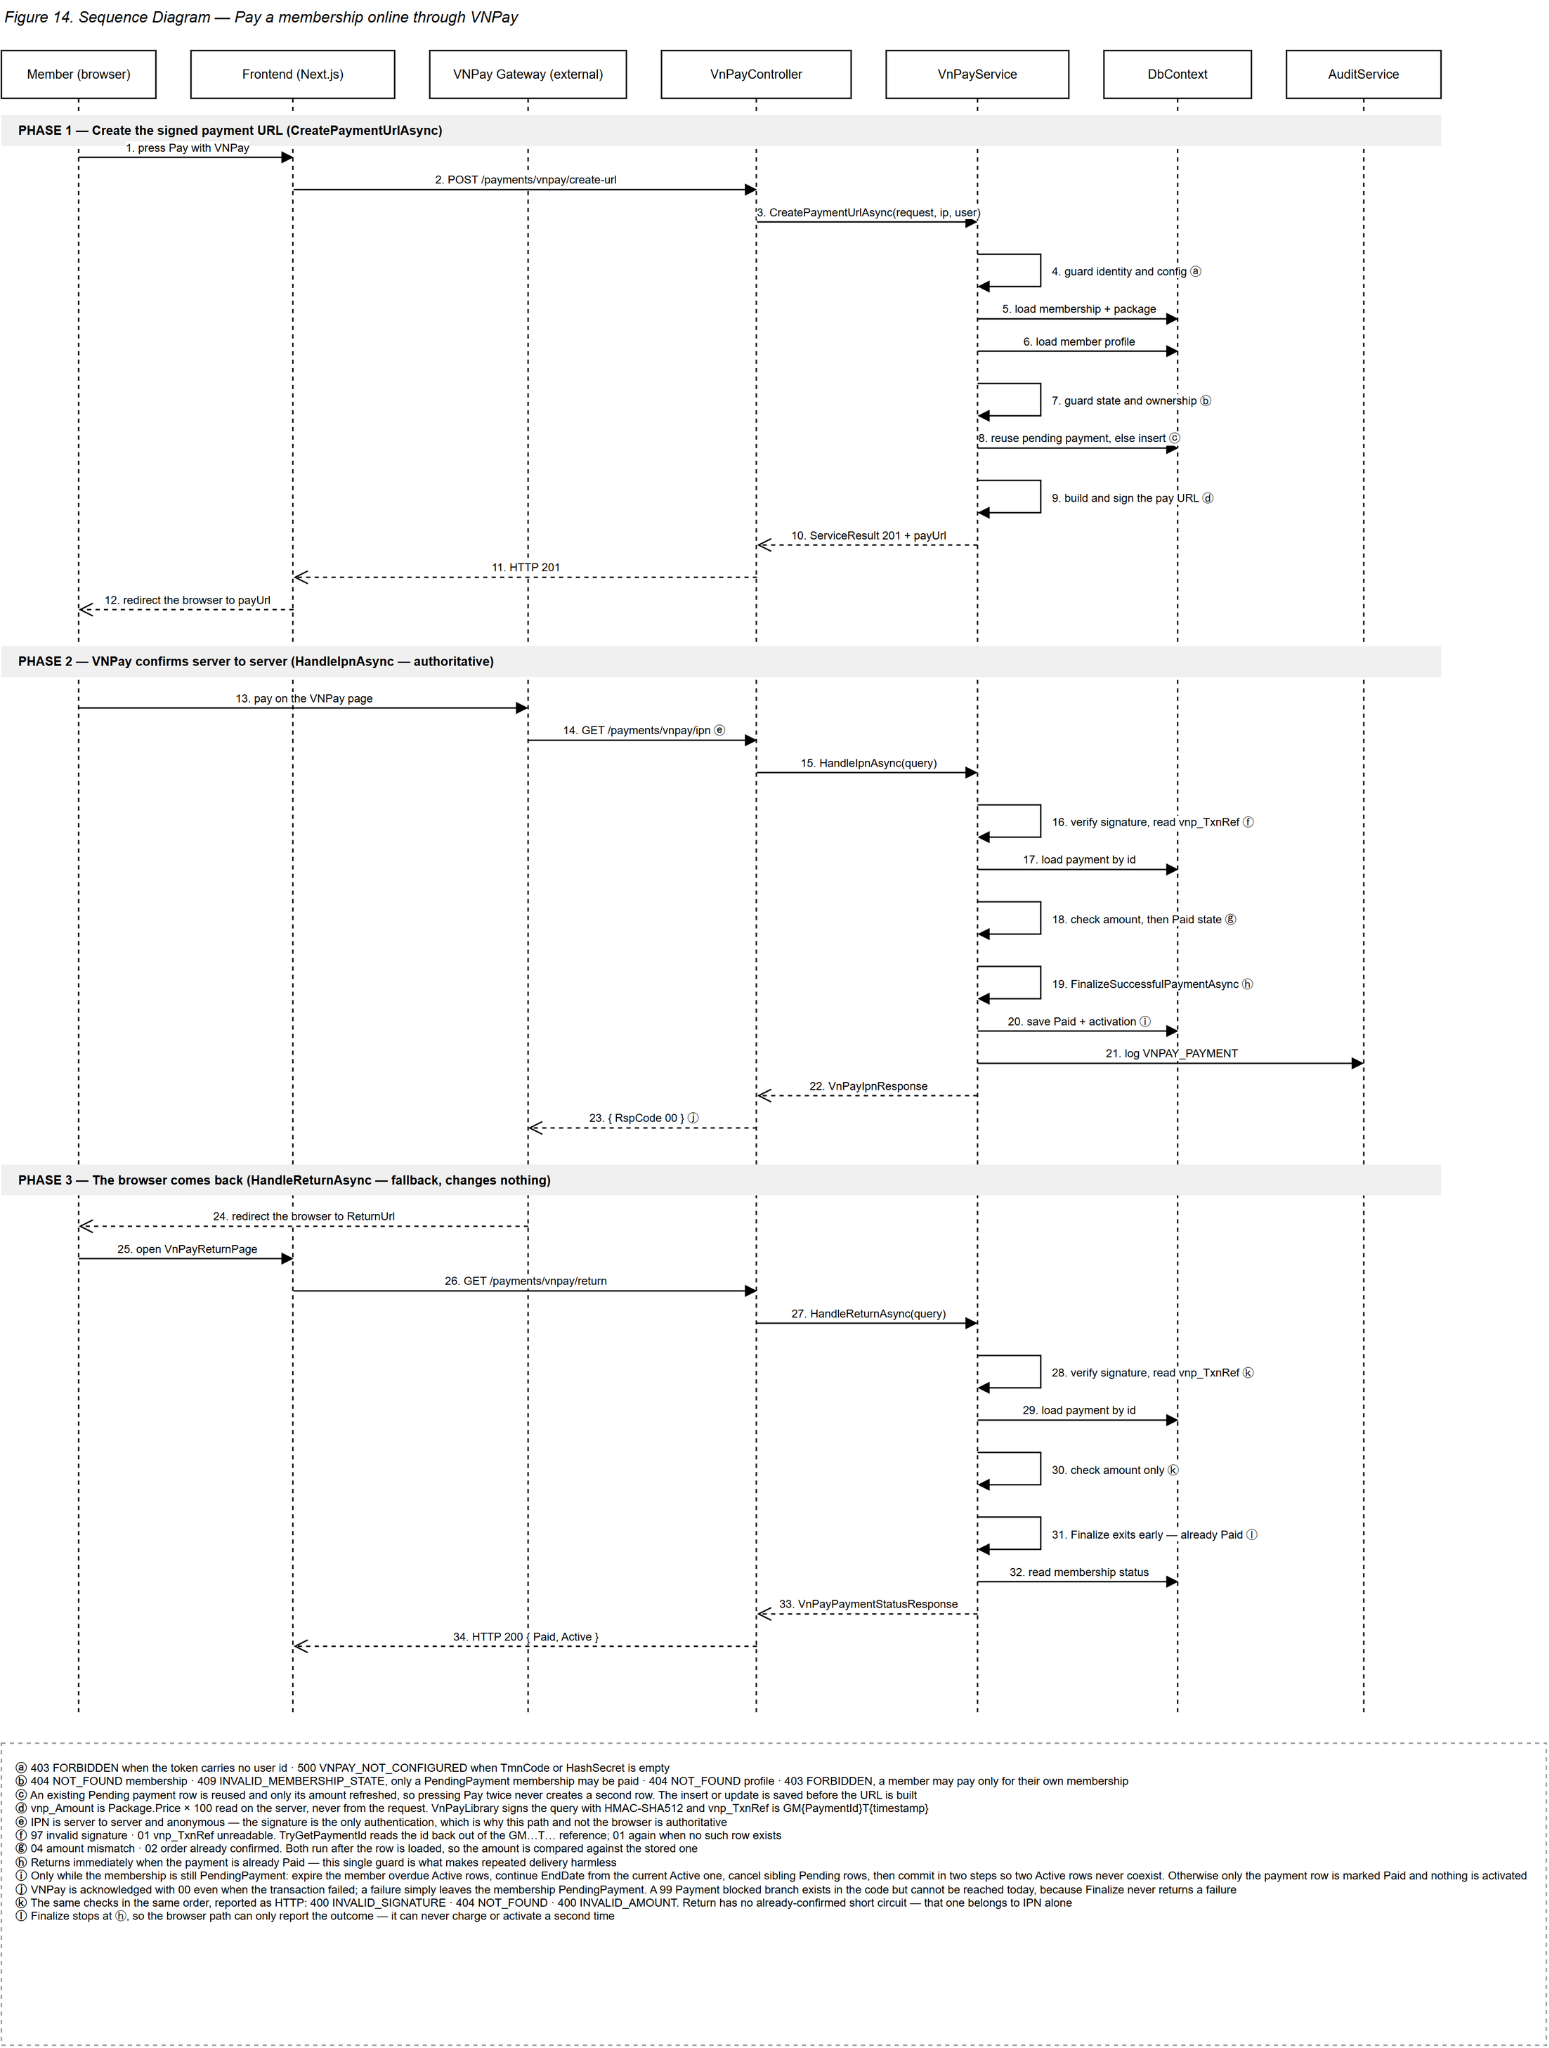 Figure 14. Sequence Diagram — Pay a membership online through VNPay
Member (browser)
Frontend (Next.js)
VNPay Gateway (external)
VnPayController
VnPayService
DbContext
AuditService
PHASE 1 — Create the signed payment URL (CreatePaymentUrlAsync)
1. press Pay with VNPay
2. POST /payments/vnpay/create-url
3. CreatePaymentUrlAsync(request, ip, user)
4. guard identity and config ⓐ
5. load membership + package
6. load member profile
7. guard state and ownership ⓑ
8. reuse pending payment, else insert ⓒ
9. build and sign the pay URL ⓓ
10. ServiceResult 201 + payUrl
11. HTTP 201
12. redirect the browser to payUrl
PHASE 2 — VNPay confirms server to server (HandleIpnAsync — authoritative)
13. pay on the VNPay page
14. GET /payments/vnpay/ipn ⓔ
15. HandleIpnAsync(query)
16. verify signature, read vnp_TxnRef ⓕ
17. load payment by id
18. check amount, then Paid state ⓖ
19. FinalizeSuccessfulPaymentAsync ⓗ
20. save Paid + activation ⓘ
21. log VNPAY_PAYMENT
22. VnPayIpnResponse
23. { RspCode 00 } ⓙ
PHASE 3 — The browser comes back (HandleReturnAsync — fallback, changes nothing)
24. redirect the browser to ReturnUrl
25. open VnPayReturnPage
26. GET /payments/vnpay/return
27. HandleReturnAsync(query)
28. verify signature, read vnp_TxnRef ⓚ
29. load payment by id
30. check amount only ⓚ
31. Finalize exits early — already Paid ⓛ
32. read membership status
33. VnPayPaymentStatusResponse
34. HTTP 200 { Paid, Active }
ⓐ 403 FORBIDDEN when the token carries no user id · 500 VNPAY_NOT_CONFIGURED when TmnCode or HashSecret is empty
ⓑ 404 NOT_FOUND membership · 409 INVALID_MEMBERSHIP_STATE, only a PendingPayment membership may be paid · 404 NOT_FOUND profile · 403 FORBIDDEN, a member may pay only for their own membership
ⓒ An existing Pending payment row is reused and only its amount refreshed, so pressing Pay twice never creates a second row. The insert or update is saved before the URL is built
ⓓ vnp_Amount is Package.Price × 100 read on the server, never from the request. VnPayLibrary signs the query with HMAC-SHA512 and vnp_TxnRef is GM{PaymentId}T{timestamp}
ⓔ IPN is server to server and anonymous — the signature is the only authentication, which is why this path and not the browser is authoritative
ⓕ 97 invalid signature · 01 vnp_TxnRef unreadable. TryGetPaymentId reads the id back out of the GM…T… reference; 01 again when no such row exists
ⓖ 04 amount mismatch · 02 order already confirmed. Both run after the row is loaded, so the amount is compared against the stored one
ⓗ Returns immediately when the payment is already Paid — this single guard is what makes repeated delivery harmless
ⓘ Only while the membership is still PendingPayment: expire the member overdue Active rows, continue EndDate from the current Active one, cancel sibling Pending rows, then commit in two steps so two Active rows never coexist. Otherwise only the payment row is marked Paid and nothing is activated
ⓙ VNPay is acknowledged with 00 even when the transaction failed; a failure simply leaves the membership PendingPayment. A 99 Payment blocked branch exists in the code but cannot be reached today, because Finalize never returns a failure
ⓚ The same checks in the same order, reported as HTTP: 400 INVALID_SIGNATURE · 404 NOT_FOUND · 400 INVALID_AMOUNT. Return has no already-confirmed short circuit — that one belongs to IPN alone
ⓛ Finalize stops at ⓗ, so the browser path can only report the outcome — it can never charge or activate a second time